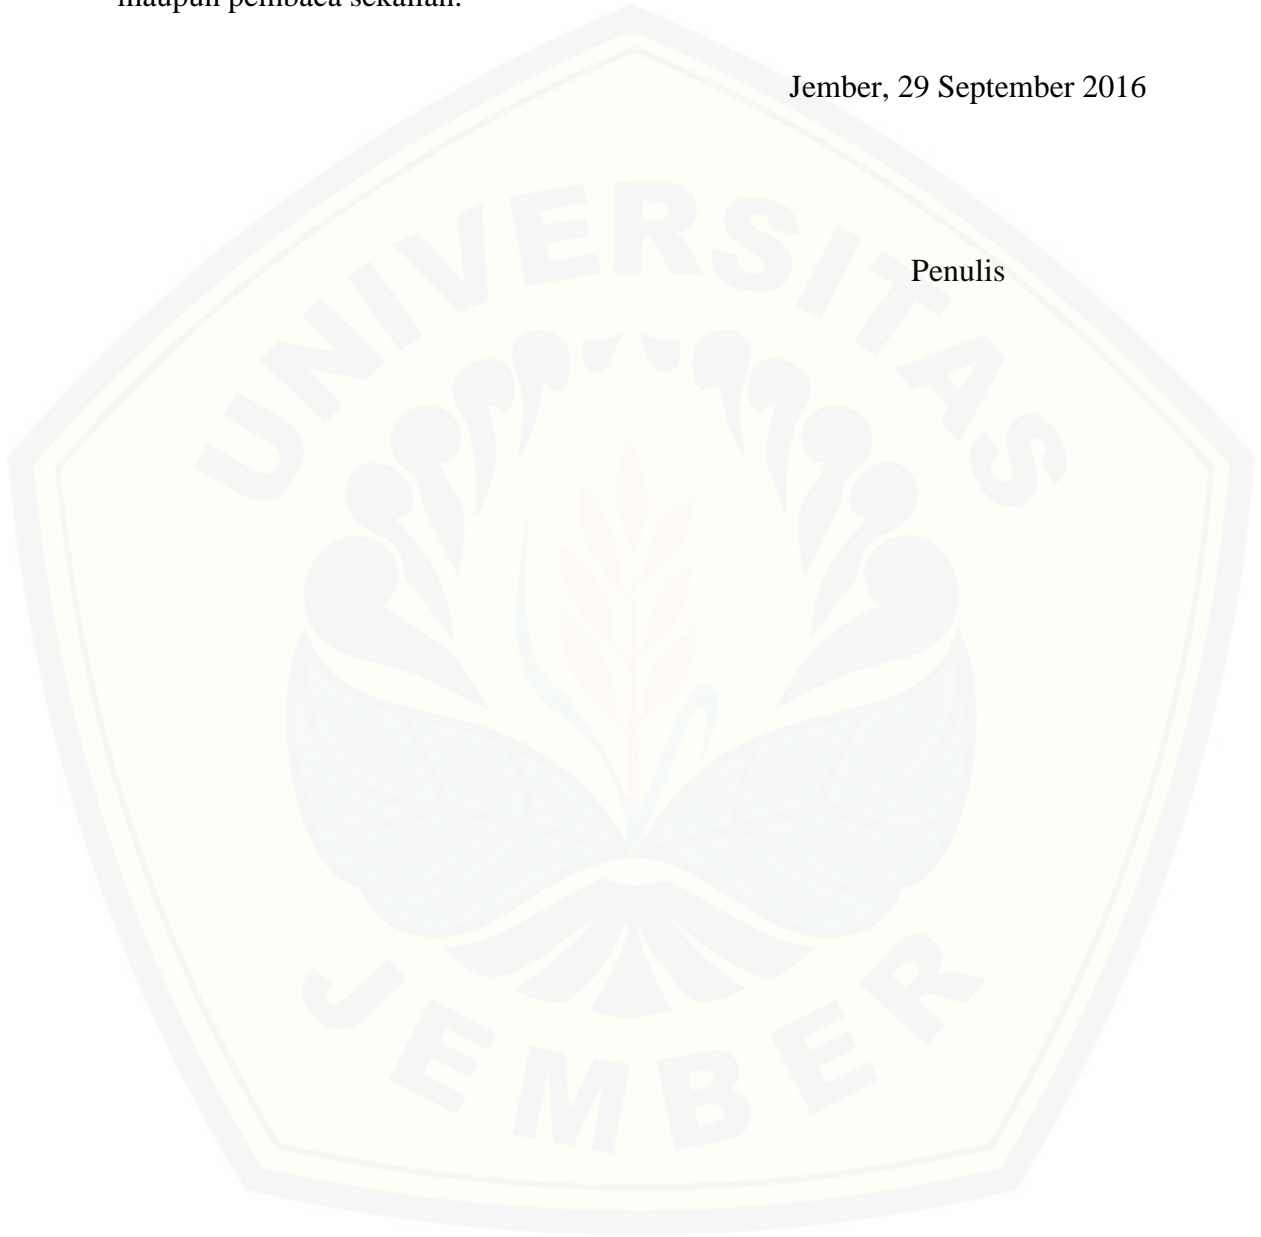 maupun pembaca sekalian.
Jember, 29 September 2016
Penulis
UNIVERSITAS
JEMBER